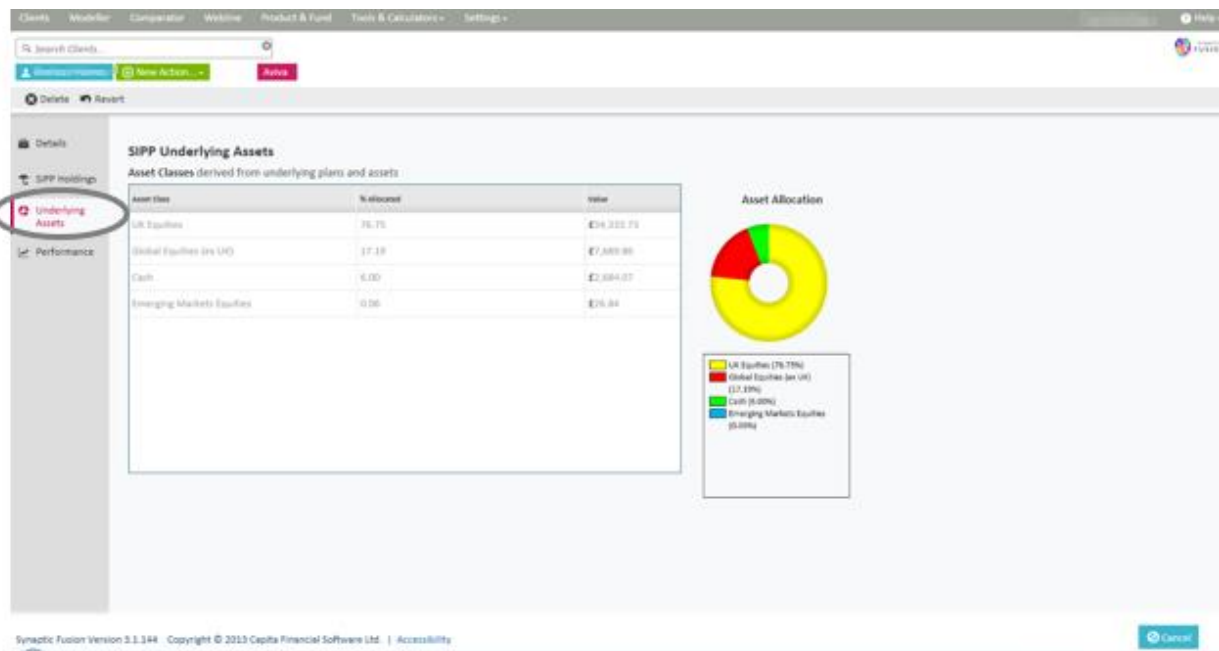 Clients Modeller Comparator Webline Product & Fund Tools & Calculators Settings Help
Search Clients...
New Action... Aviva
Delete Revert
Details
SIPP Holdings
Underlying
Assets
Performance
SIPP Underlying Assets
Asset Classes derived from underlying plans and assets
Asset Class % Allocated Value
UK Equities 76.75
Global Equities (ex UK) 17.19
Cash 6.00
Emerging Markets Equities 0.06 £26.84
Asset Allocation
UK Equities (76.75%)
Global Equities (ex UK)
(17.19%)
Cash (6.00%)
Emerging Markets Equities
Synaptic Fusion Version 3.1.144 Copyright © 2013 Capita Financial Software Ltd. | Accessibility
Cancel